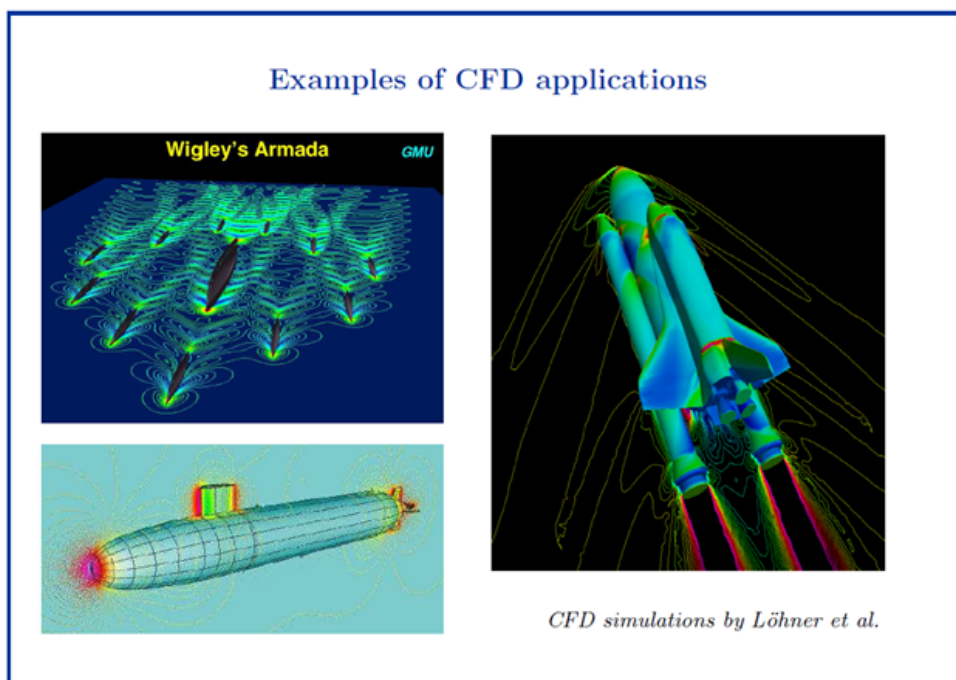 Examples of CFD applications
Wigley's Armada
GMU
CFD simulations by Löhner et al.